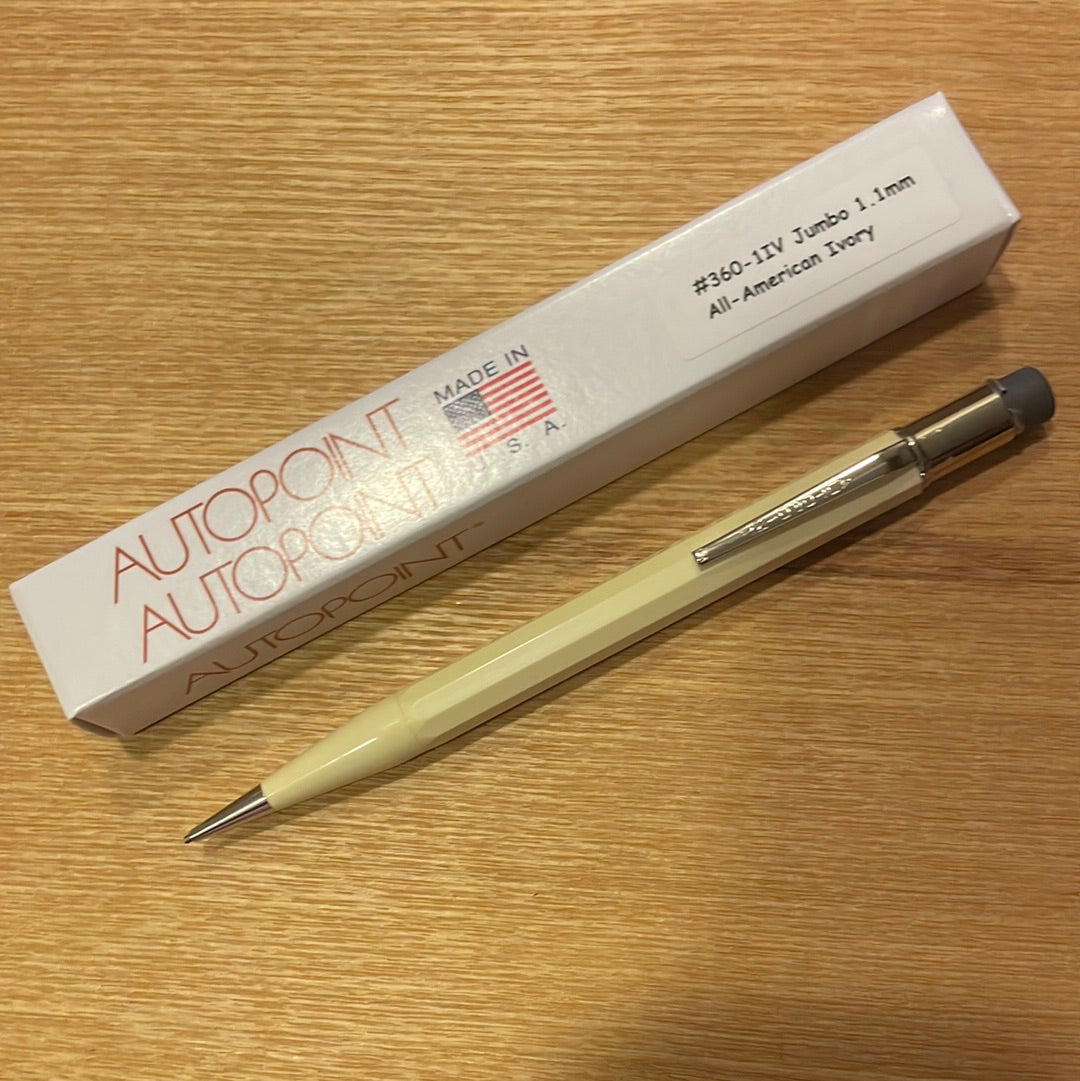 AUTOPOINT
AUTOPOINT
AUTOPOINT
MADE IN
U. S. A.
#360-1IV Jumbo 1.1mm
All-American Ivory